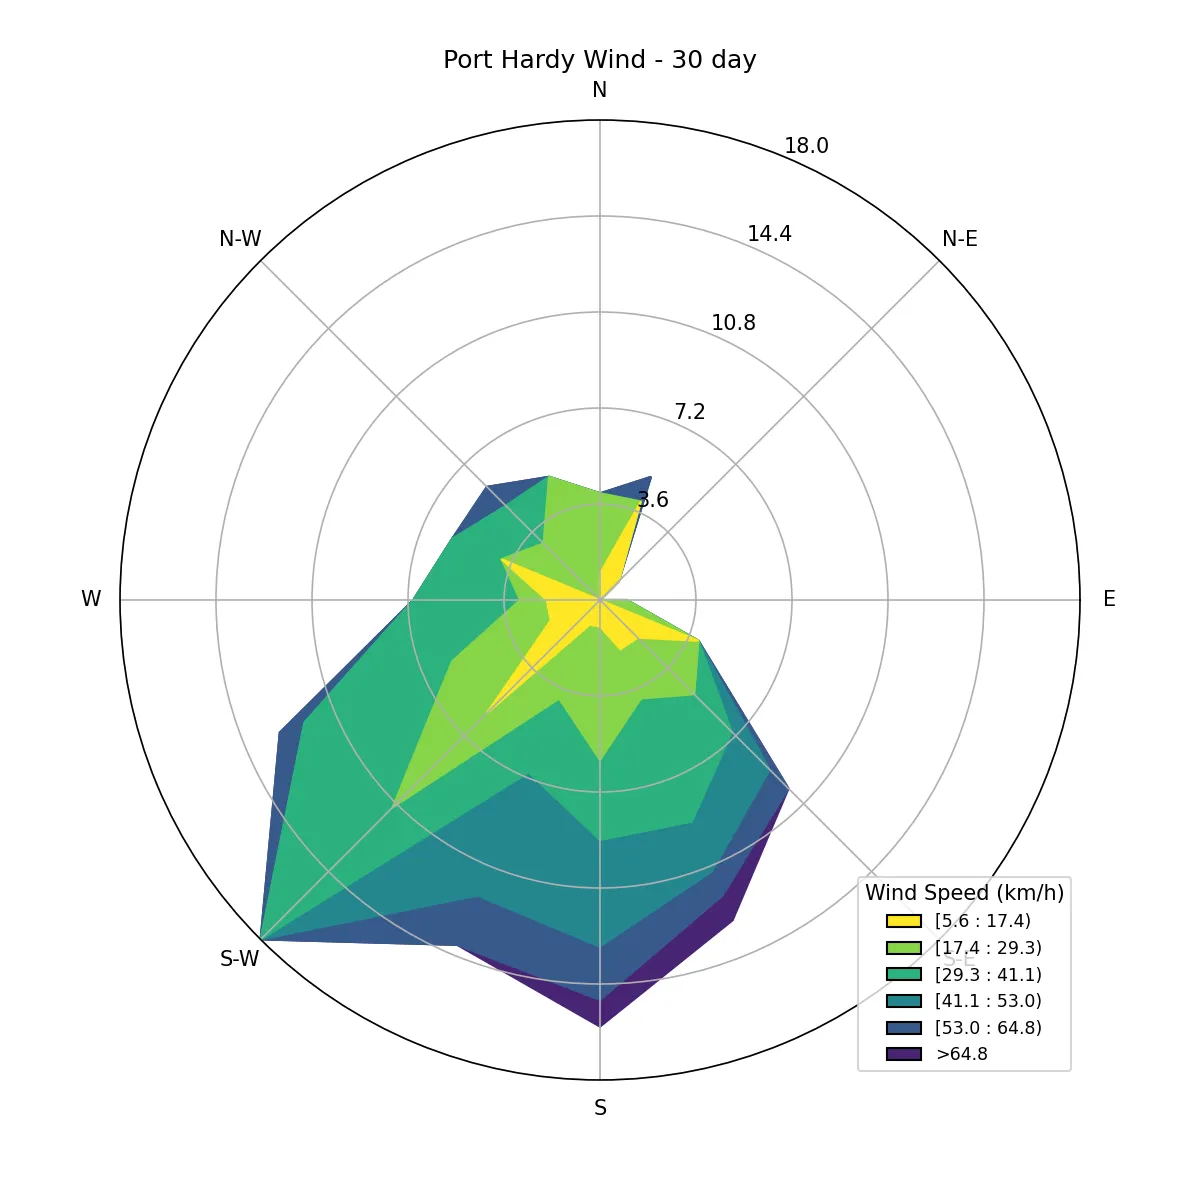 Port Hardy Wind - 30 day
N
18.0
N-W
14.4
N-E
10.8
7.2
3.6
W
E
S-W
S-E
Wind Speed (km/h)
[5.6 : 17.4)
[17.4 : 29.3)
[29.3 : 41.1)
[41.1 : 53.0)
[53.0 : 64.8)
>64.8
S